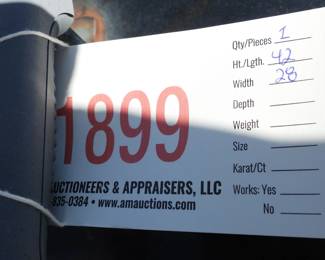 1899
AUCTIONEERS & APPRAISERS, LLC
-835-0384 • www.amauctions.com
Qty/Pieces 1
Ht./Lgth. 42
Width 28
Depth
Weight
Size
Karat/Ct
Works: Yes
No